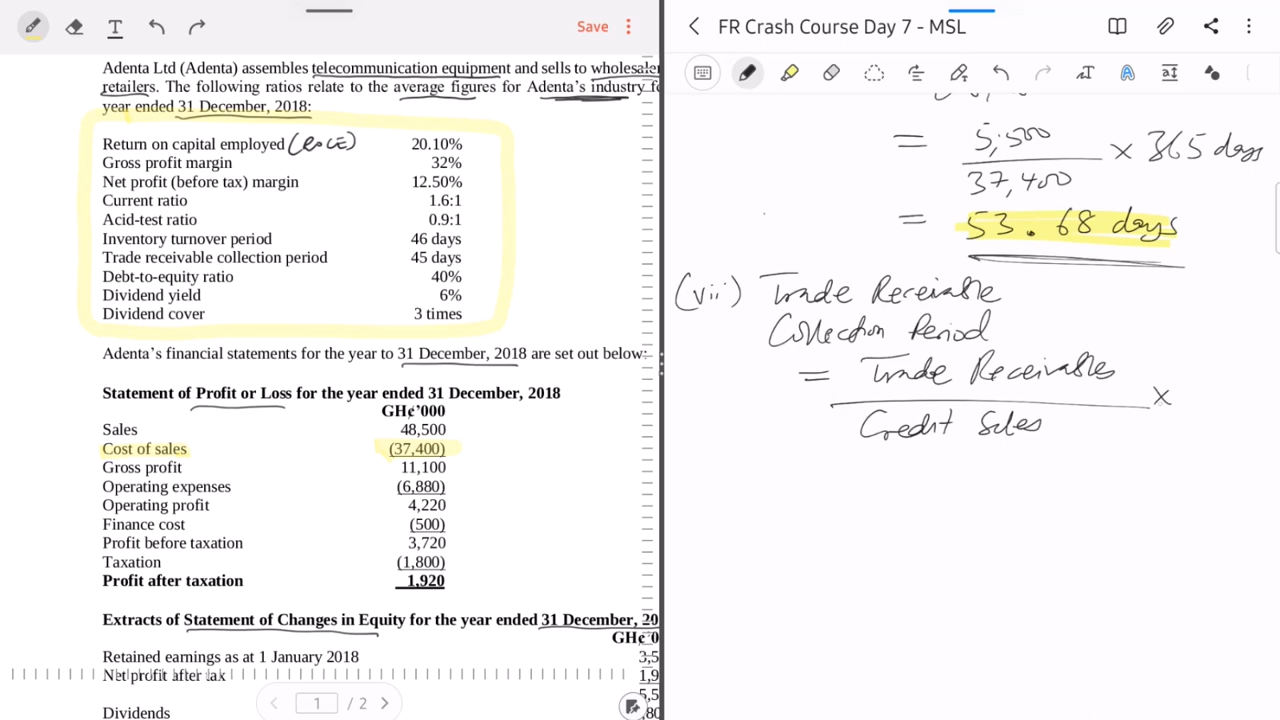 Save
FR Crash Course Day 7 - MSL
Adenta Ltd (Adenta) assembles telecommunication equipment and sells to wholesale
retailers. The following ratios relate to the average figures for Adenta's industry f
year ended 31 December, 2018:
Return on capital employed (ROCE) 20.10%
Gross profit margin 32%
Net profit (before tax) margin 12.50%
Current ratio 1.6:1
Acid-test ratio 0.9:1
Inventory turnover period 46 days
Trade receivable collection period 45 days
Debt-to-equity ratio 40%
Dividend yield 6%
Dividend cover 3 times
Adenta's financial statements for the year to 31 December, 2018 are set out below:
Statement of Profit or Loss for the year ended 31 December, 2018
GH¢'000
Sales 48,500
Cost of sales (37,400)
Gross profit 11,100
Operating expenses (6,880)
Operating profit 4,220
Finance cost (500)
Profit before taxation 3,720
Taxation (1,800)
Profit after taxation 1,920
Extracts of Statement of Changes in Equity for the year ended 31 December, 20
GH¢'0
Retained earnings as at 1 January 2018 3,5
Net profit after tax 1,9
5,5
Dividends ,80
1 / 2
= 5,500 × 365 days
37,400
= 53.68 days
(vii) Trade Receivable
Collection Period
= Trade Receivables ×
Credit Sales